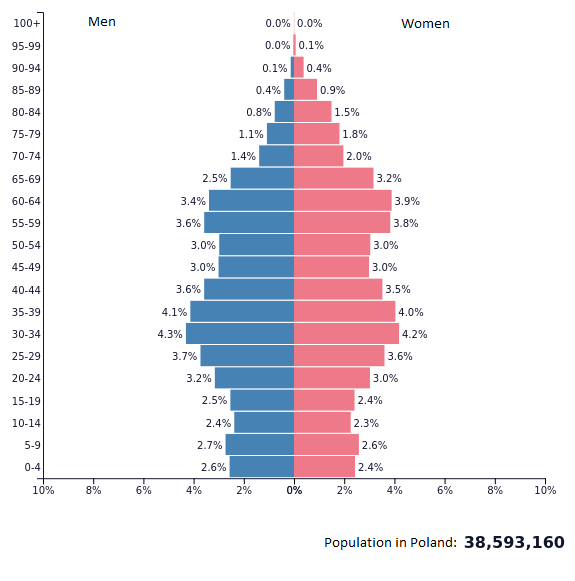 Men Women
100+ 0.0% 0.0%
95-99 0.0% 0.1%
90-94 0.1% 0.4%
85-89 0.4% 0.9%
80-84 0.8% 1.5%
75-79 1.1% 1.8%
70-74 1.4% 2.0%
65-69 2.5% 3.2%
60-64 3.4% 3.9%
55-59 3.6% 3.8%
50-54 3.0% 3.0%
45-49 3.0% 3.0%
40-44 3.6% 3.5%
35-39 4.1% 4.0%
30-34 4.3% 4.2%
25-29 3.7% 3.6%
20-24 3.2% 3.0%
15-19 2.5% 2.4%
10-14 2.4% 2.3%
5-9 2.7% 2.6%
0-4 2.6% 2.4%
10% 8% 6% 4% 2% 0% 2% 4% 6% 8% 10%
Population in Poland: 38,593,160